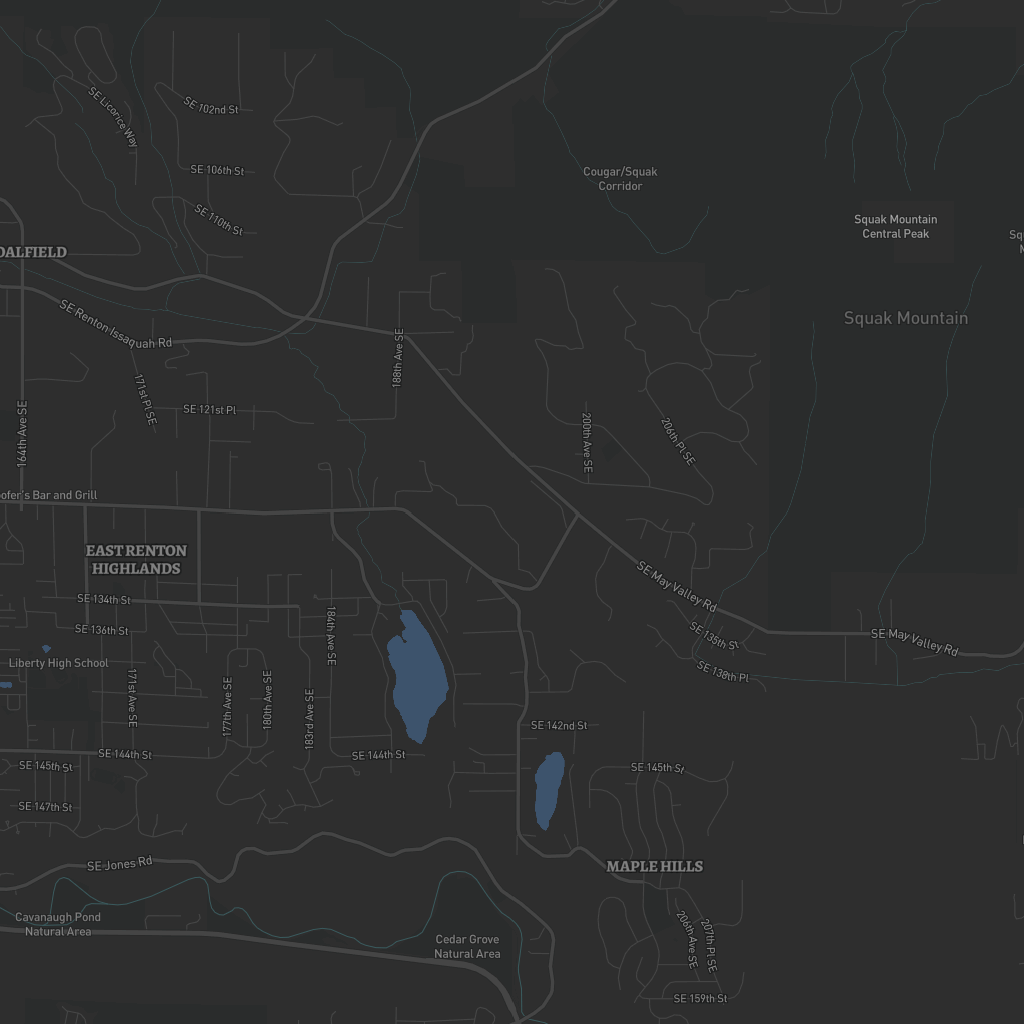 SE Licorice Way
SE 102nd St
SE 106th St
Cougar/Squak
Corridor
SE 110th St
Squak Mountain
Central Peak
OALFIELD
Squak Mountain
SE Renton Issaquah Rd
188th Ave SE
171st Pl SE
SE 121st Pl
164th Ave SE
200th Ave SE
206th Pl SE
oofer's Bar and Grill
EAST RENTON
HIGHLANDS
SE May Valley Rd
SE 134th St
SE 136th St
184th Ave SE
SE 135th St
SE May Valley Rd
Liberty High School
SE 138th Pl
171st Ave SE
177th Ave SE
180th Ave SE
183rd Ave SE
SE 142nd St
SE 144th St
SE 144th St
SE 145th St
SE 145th St
SE 147th St
SE Jones Rd
MAPLE HILLS
Cavanaugh Pond
Natural Area
206th Ave SE
207th Pl SE
Cedar Grove
Natural Area
SE 159th St